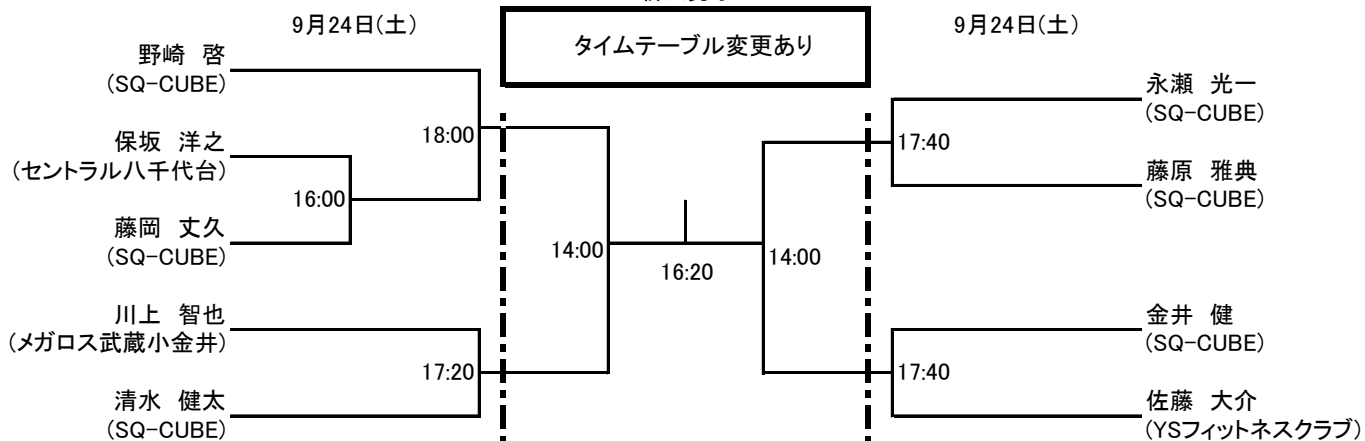 9月24日(土)
タイムテーブル変更あり
9月24日(土)
野崎 啓
(SQ-CUBE)
保坂 洋之
(セントラル八千代台)
藤岡 丈久
(SQ-CUBE)
川上 智也
(メガロス武蔵小金井)
清水 健太
(SQ-CUBE)
18:00
16:00
17:20
14:00
16:20
14:00
17:40
17:40
永瀬 光一
(SQ-CUBE)
藤原 雅典
(SQ-CUBE)
金井 健
(SQ-CUBE)
佐藤 大介
(YSフィットネスクラブ)